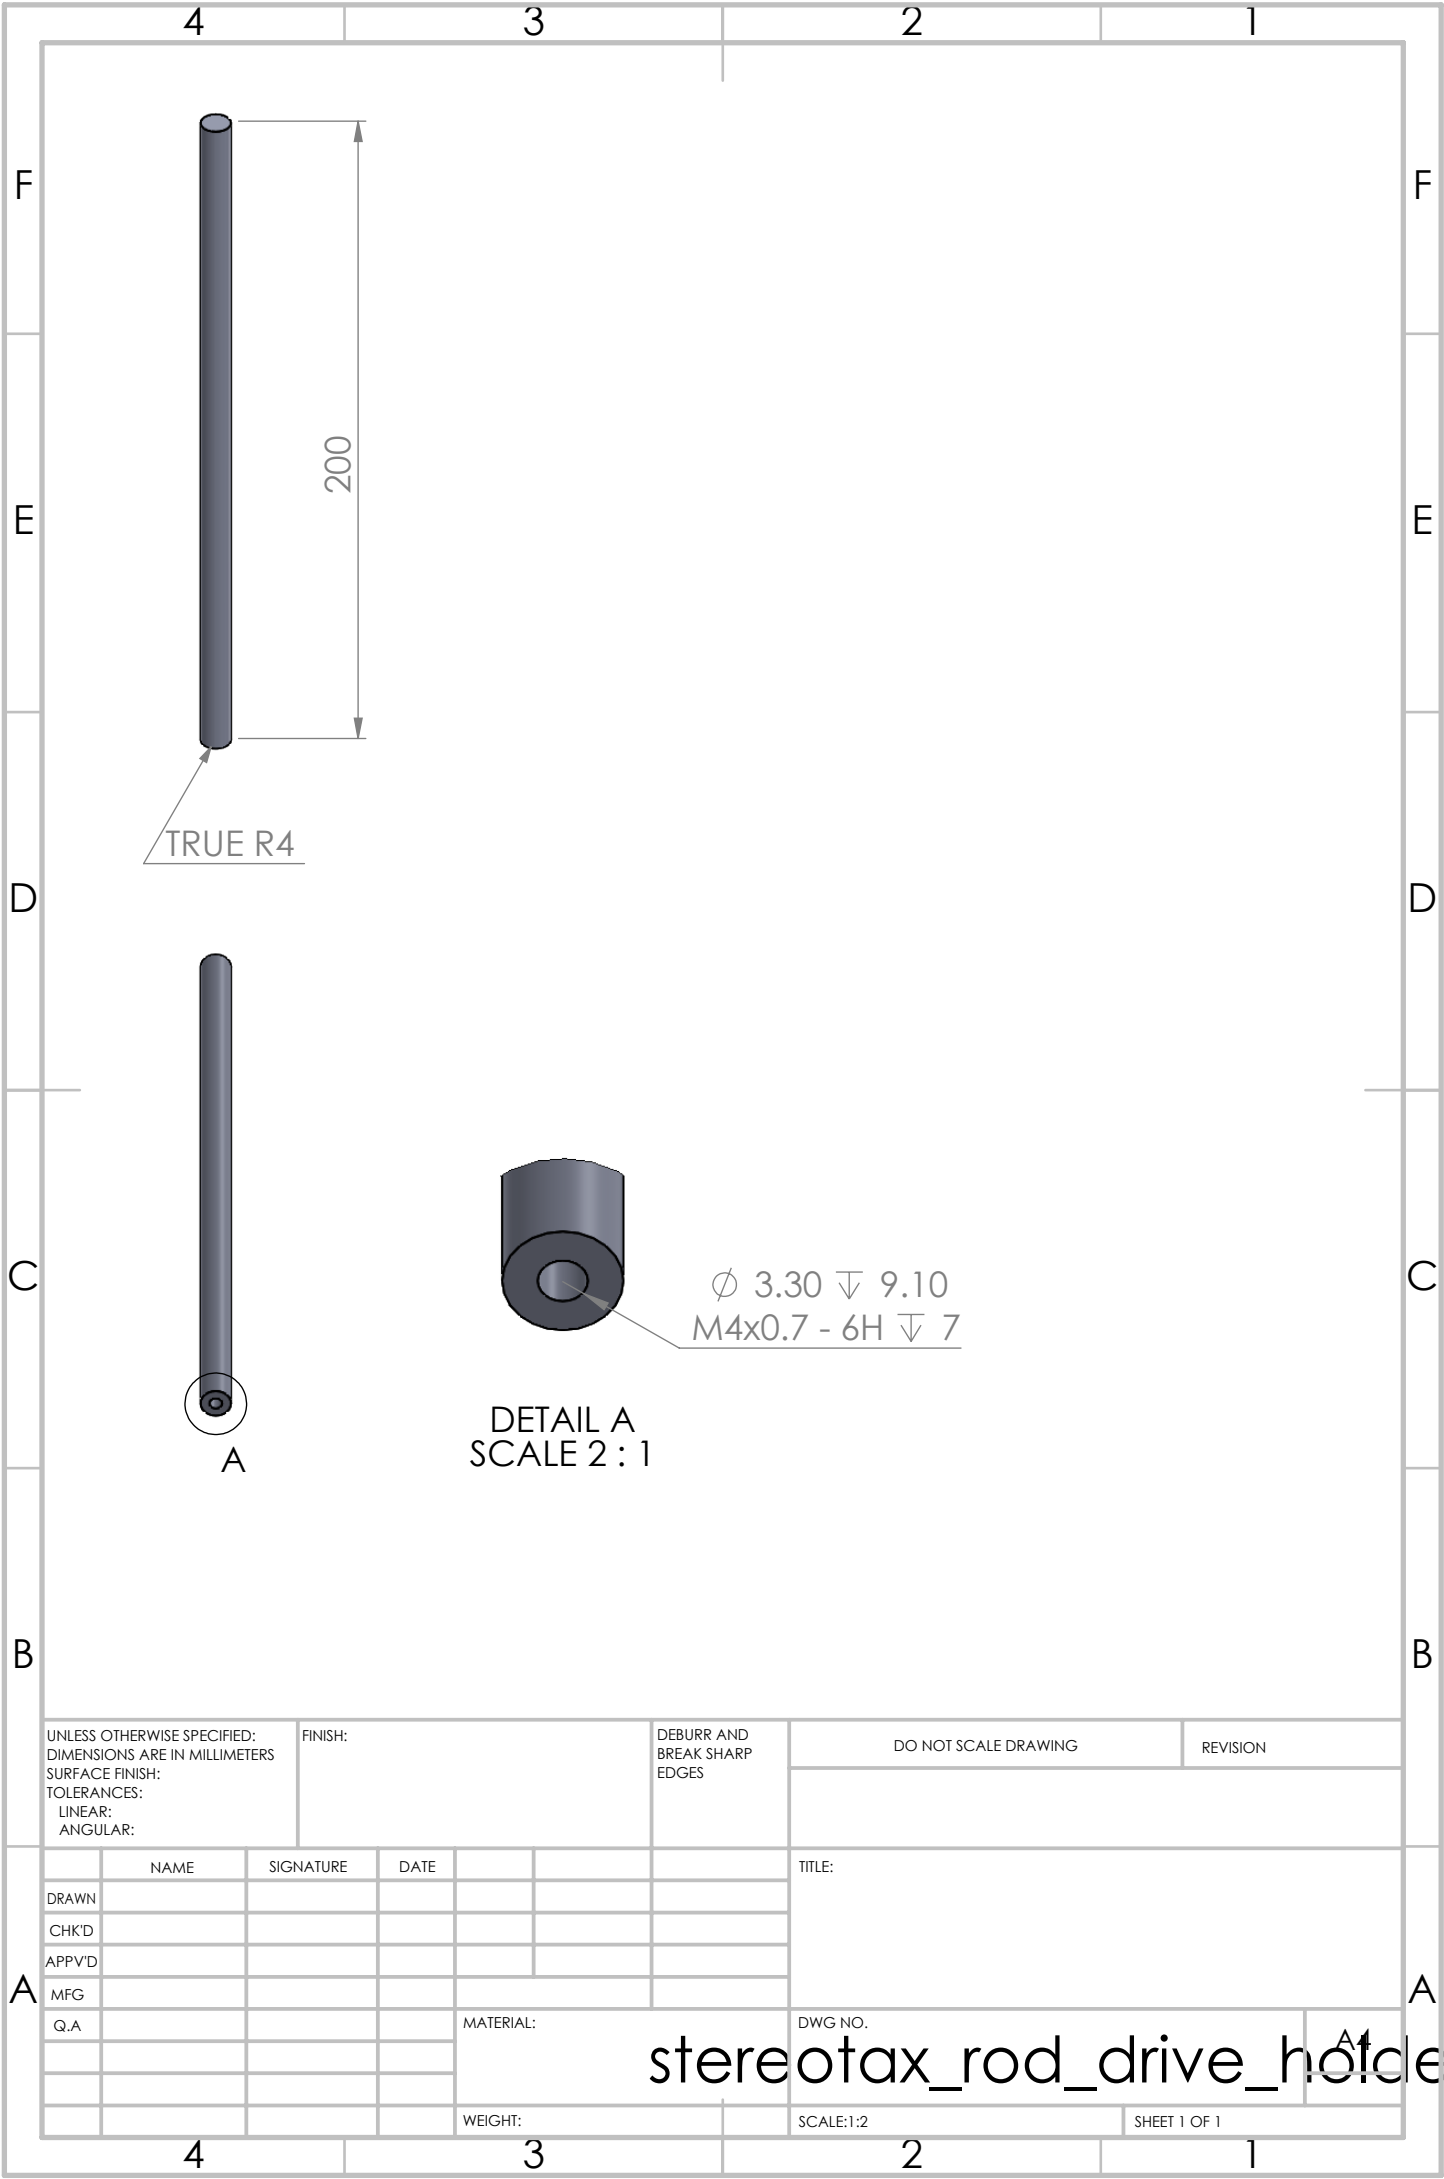 4 3 2 1
F F
200
E E
TRUE R4
D D
C C
⌀ 3.30 ↧ 9.10
M4x0.7 - 6H ↧ 7
DETAIL A
SCALE 2 : 1
A
B B
UNLESS OTHERWISE SPECIFIED:
DIMENSIONS ARE IN MILLIMETERS
SURFACE FINISH:
TOLERANCES:
LINEAR:
ANGULAR:
FINISH:
DEBURR AND
BREAK SHARP
EDGES
DO NOT SCALE DRAWING
REVISION
NAME SIGNATURE DATE
TITLE:
DRAWN
CHK'D
APPV'D
A A
MFG
Q.A
MATERIAL:
DWG NO.
stereotax_rod_drive_holde
A4
WEIGHT:
SCALE:1:2
SHEET 1 OF 1
4 3 2 1